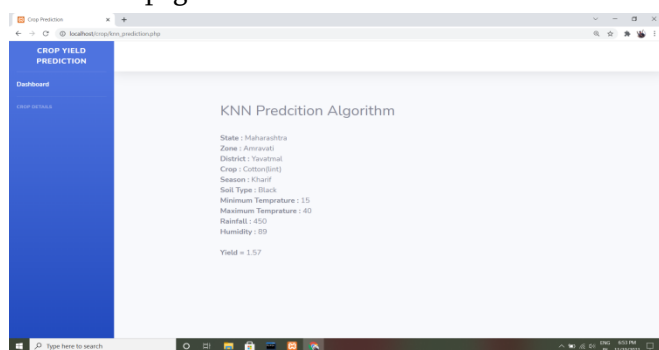 Crop Prediction
localhost/crop/knn_prediction.php
CROP YIELD
PREDICTION
Dashboard
CROP DETAILS
KNN Predcition Algorithm
State : Maharashtra
Zone : Amravati
District : Yavatmal
Crop : Cotton(lint)
Season : Kharif
Soil Type : Black
Minimum Temprature : 15
Maximum Temprature : 40
Rainfall : 450
Humidity : 89
Yield = 1.57
Type here to search
ENG